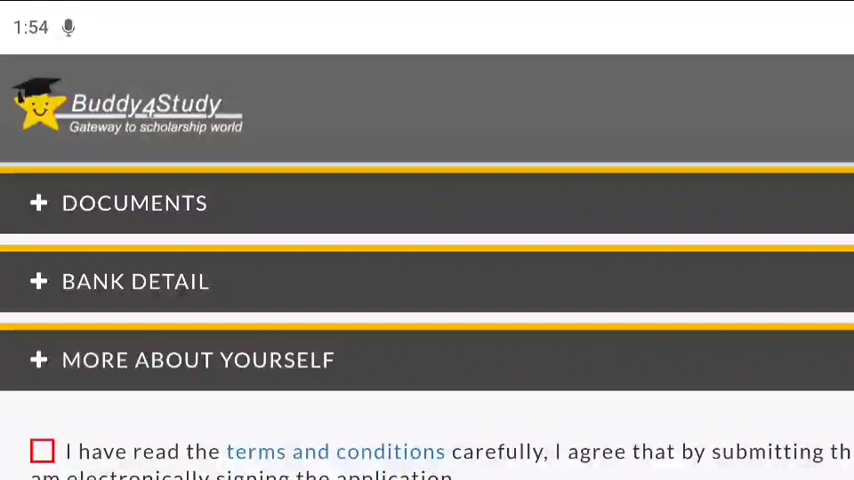 1:54
Buddy4Study
Gateway to scholarship world
DOCUMENTS
BANK DETAIL
MORE ABOUT YOURSELF
I have read the terms and conditions carefully, I agree that by submitting
am electronically signing the application